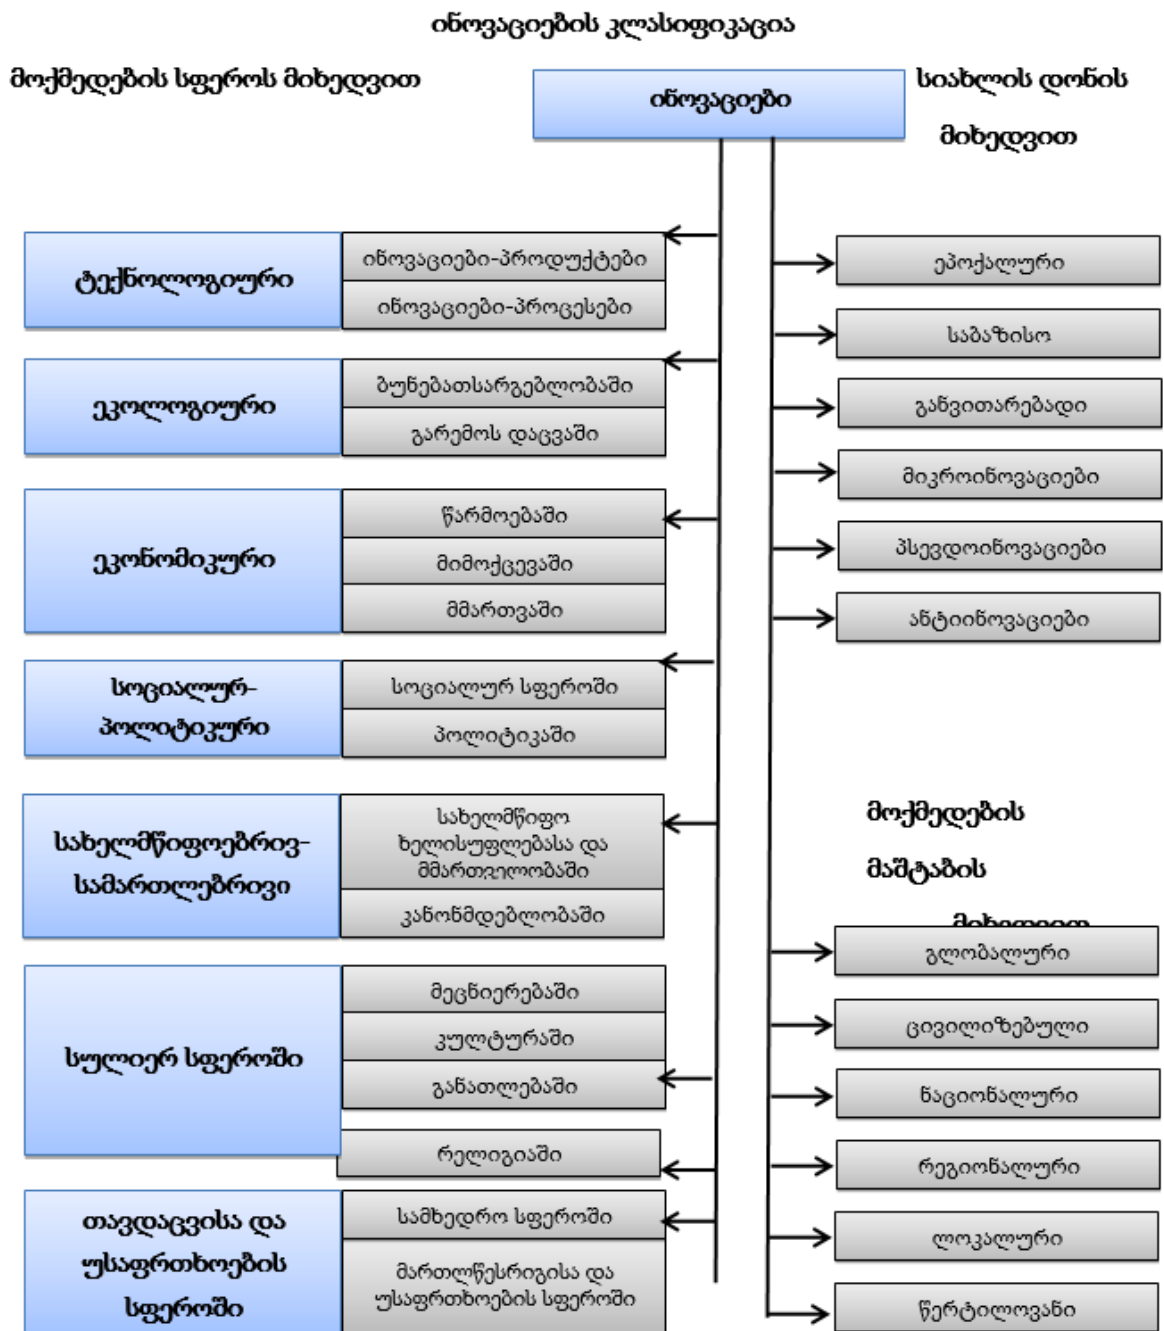 ინოვაციების კლასიფიკაცია
მოქმედების სფეროს მიხედვით
ინოვაციები
სიახლის დონის
მიხედვით
ტექნოლოგიური
ინოვაციები-პროდუქტები
ინოვაციები-პროცესები
ეკოლოგიური
ბუნებათსარგებლობაში
გარემოს დაცვაში
ეკონომიკური
წარმოებაში
მიმოქცევაში
მმართვაში
სოციალურ-
პოლიტიკური
სოციალურ სფეროში
პოლიტიკაში
სახელმწიფოებრივ-
სამართლებრივი
სახელმწიფო
ხელისუფლებასა და
მმართველობაში
კანონმდებლობაში
სულიერ სფეროში
მეცნიერებაში
კულტურაში
განათლებაში
რელიგიაში
თავდაცვისა და
უსაფრთხოების
სფეროში
სამხედრო სფეროში
მართლწესრიგისა და
უსაფრთხოების სფეროში
ეპოქალური
საბაზისო
განვითარებადი
მიკროინოვაციები
პსევდოინოვაციები
ანტიინოვაციები
მოქმედების
მაშტაბის
მიხედვით
გლობალური
ცივილიზებული
ნაციონალური
რეგიონალური
ლოკალური
წერტილოვანი